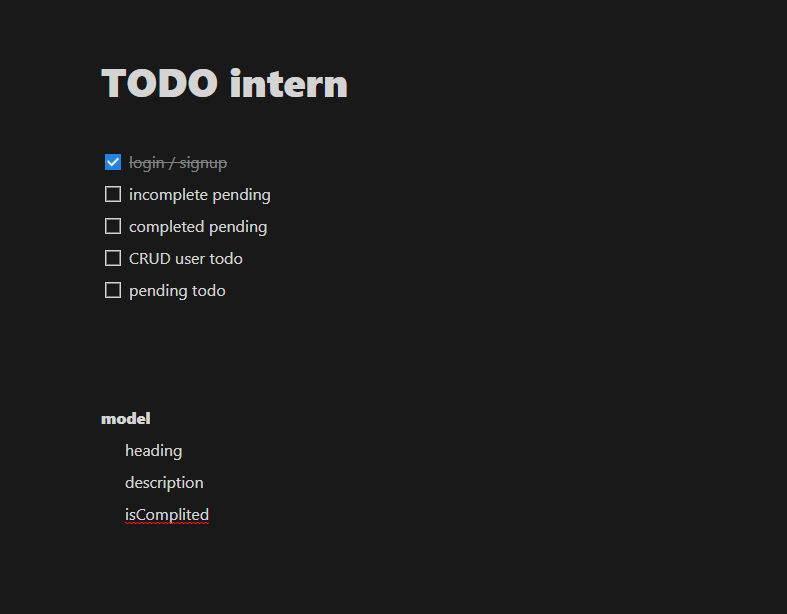 TODO intern
login / signup
incomplete pending
completed pending
CRUD user todo
pending todo
model
heading
description
isComplited